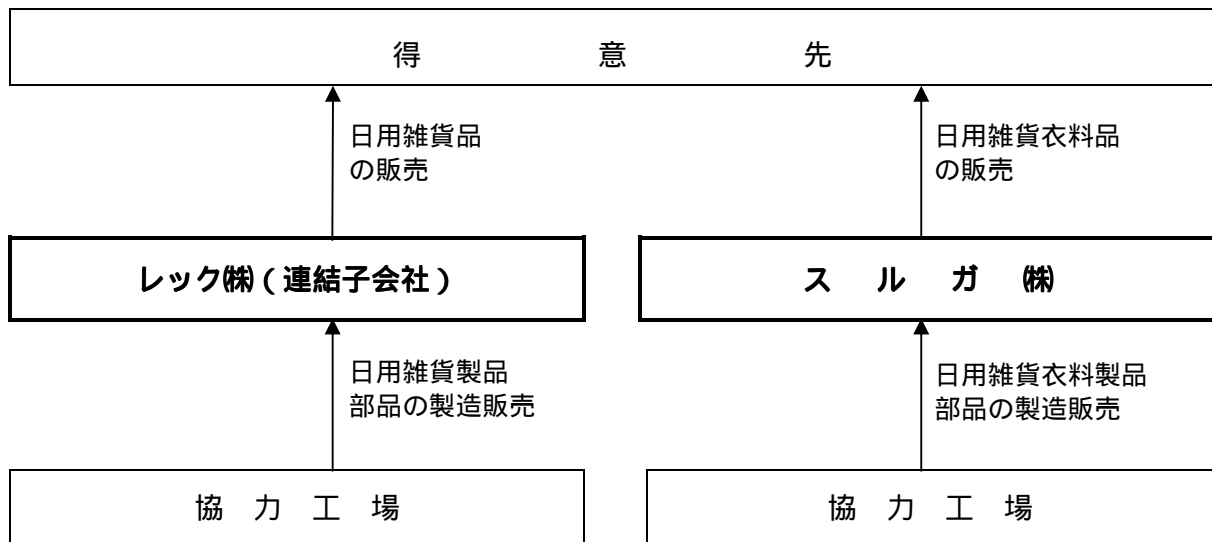 得意先
日用雑貨品
の販売
日用雑貨衣料品
の販売
レック㈱（連結子会社）
スルガ㈱
日用雑貨製品
部品の製造販売
日用雑貨衣料製品
部品の製造販売
協力工場
協力工場